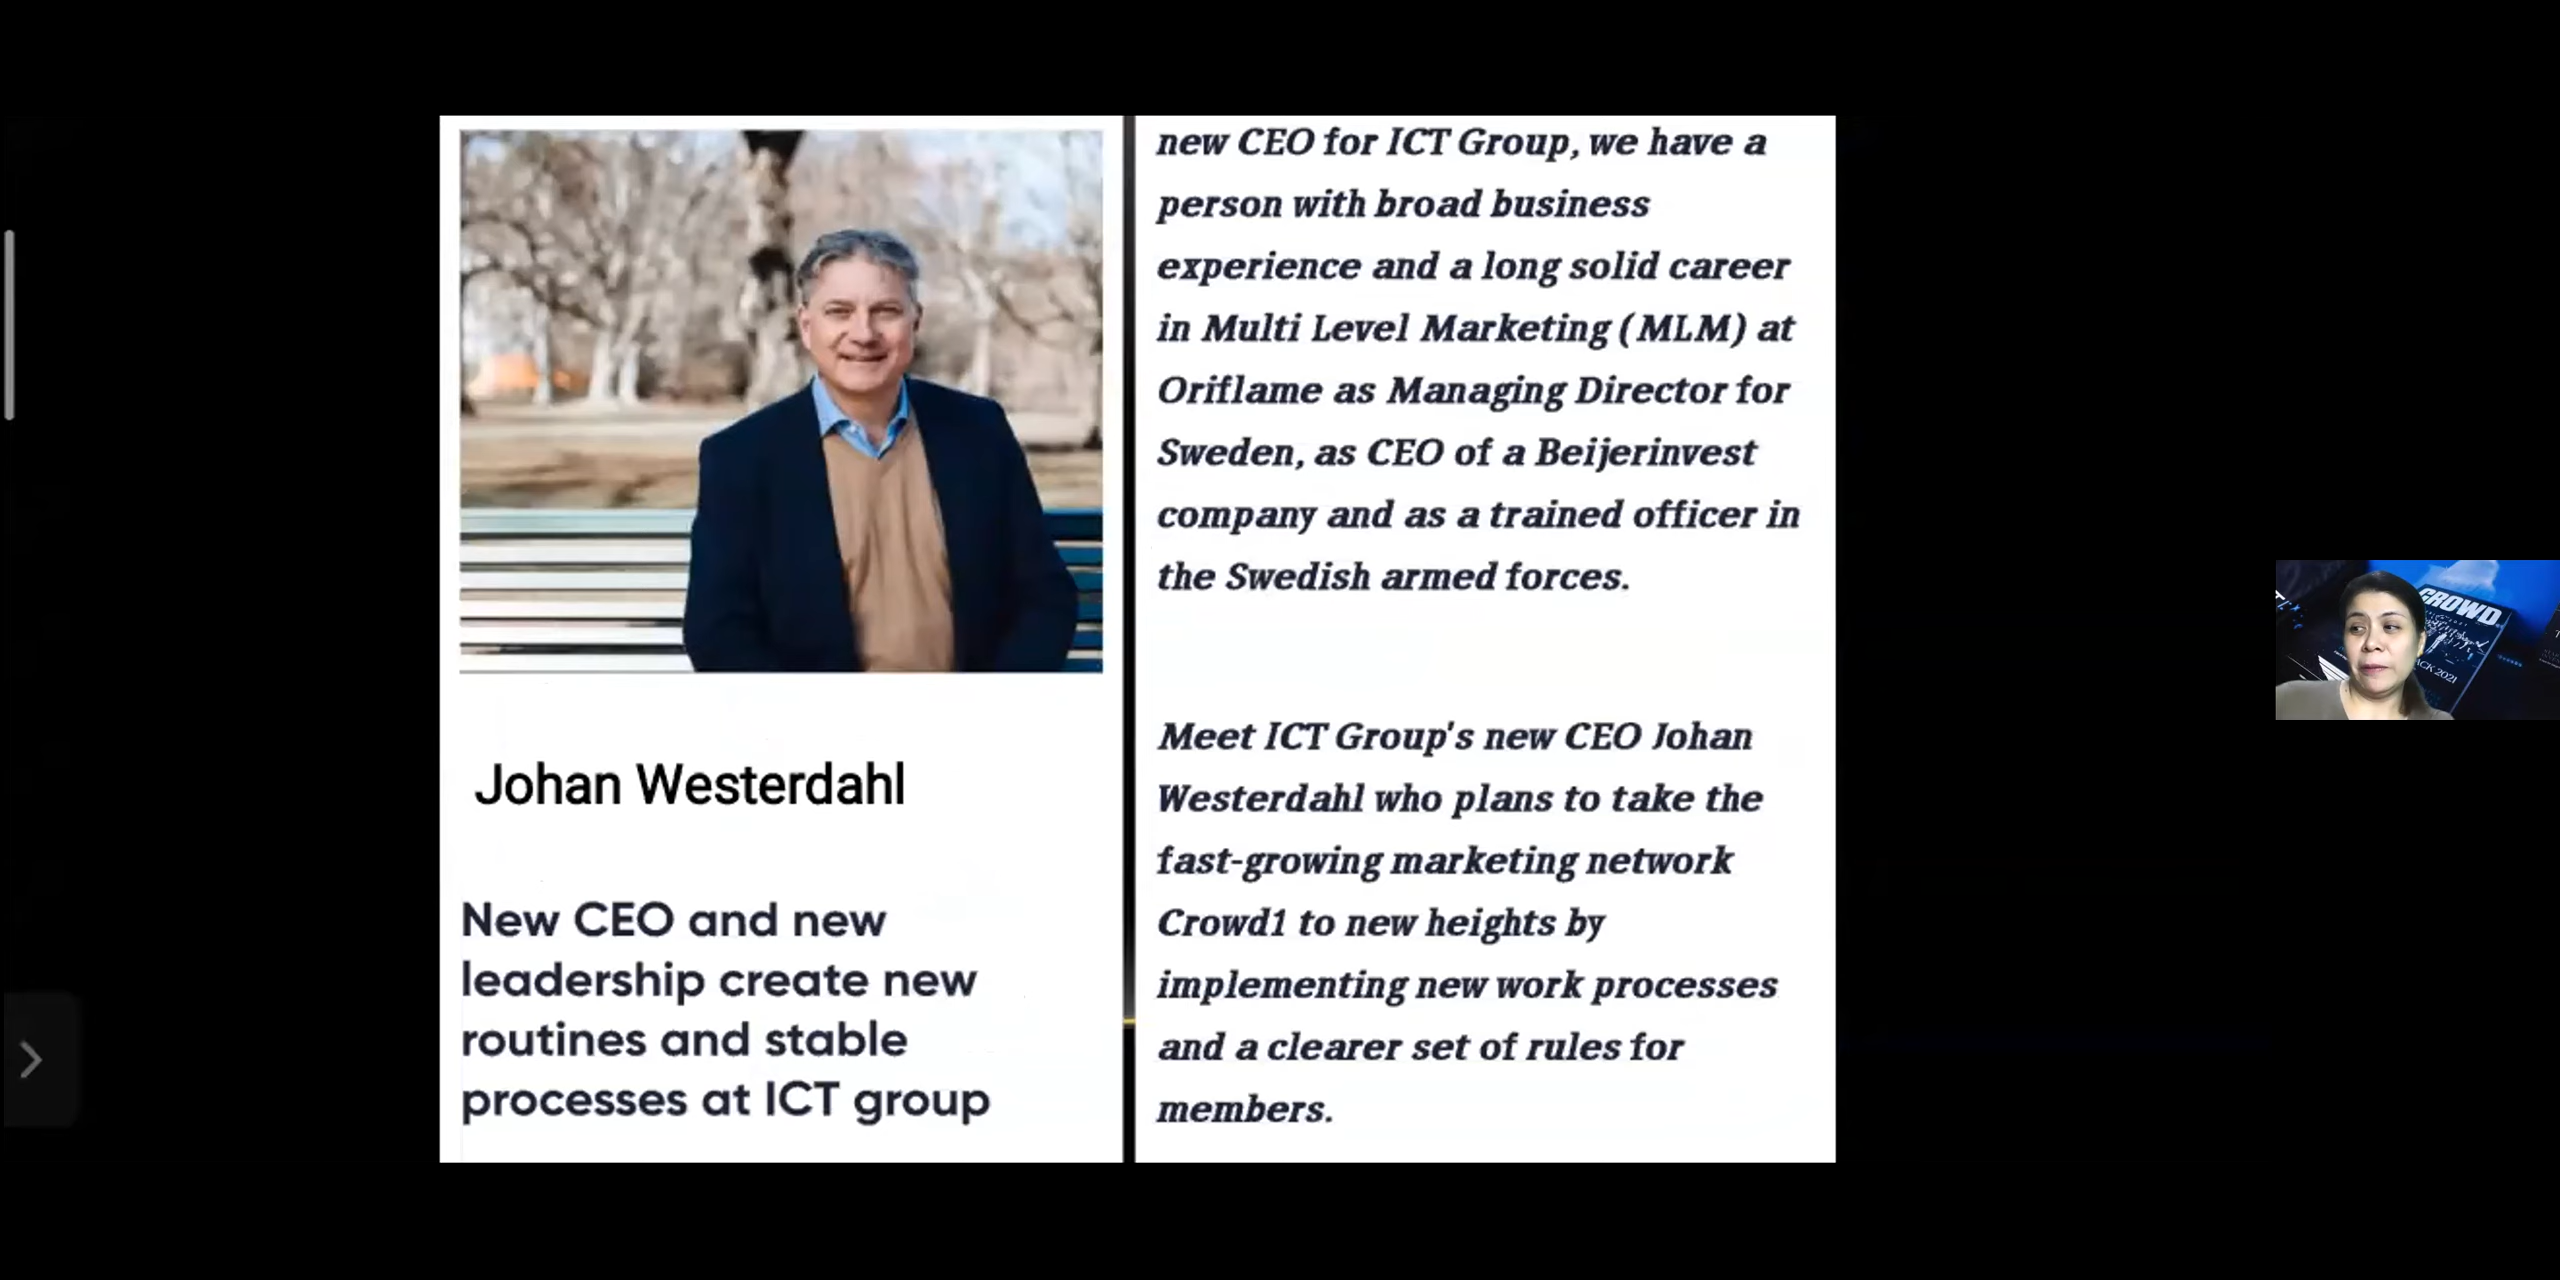 Johan Westerdahl
New CEO and new
leadership create new
routines and stable
processes at ICT group
new CEO for ICT Group, we have a
person with broad business
experience and a long solid career
in Multi Level Marketing (MLM) at
Oriflame as Managing Director for
Sweden, as CEO of a Beijerinvest
company and as a trained officer in
the Swedish armed forces.
Meet ICT Group's new CEO Johan
Westerdahl who plans to take the
fast-growing marketing network
Crowd1 to new heights by
implementing new work processes
and a clearer set of rules for
members.
CROWD
2021